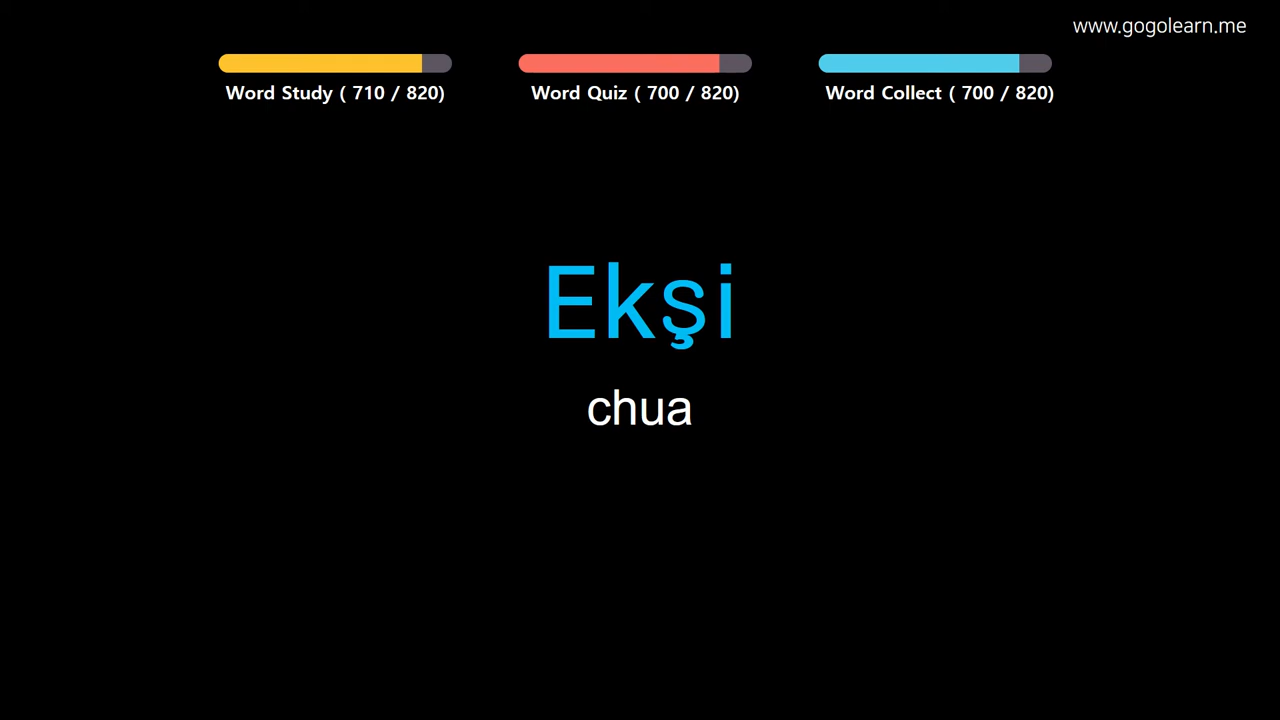 www.gogolearn.me
Word Study ( 710 / 820)
Word Quiz ( 700 / 820)
Word Collect ( 700 / 820)
Ekşi
chua